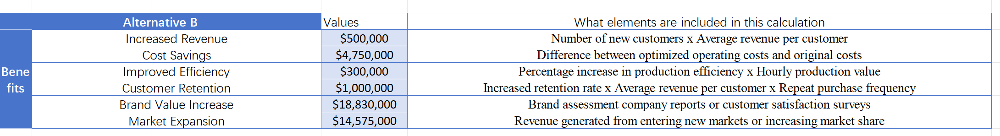 Alternative B Values What elements are included in this calculation
Benefits
Increased Revenue $500,000 Number of new customers x Average revenue per customer
Cost Savings $4,750,000 Difference between optimized operating costs and original costs
Improved Efficiency $300,000 Percentage increase in production efficiency x Hourly production value
Customer Retention $1,000,000 Increased retention rate x Average revenue per customer x Repeat purchase frequency
Brand Value Increase $18,830,000 Brand assessment company reports or customer satisfaction surveys
Market Expansion $14,575,000 Revenue generated from entering new markets or increasing market share